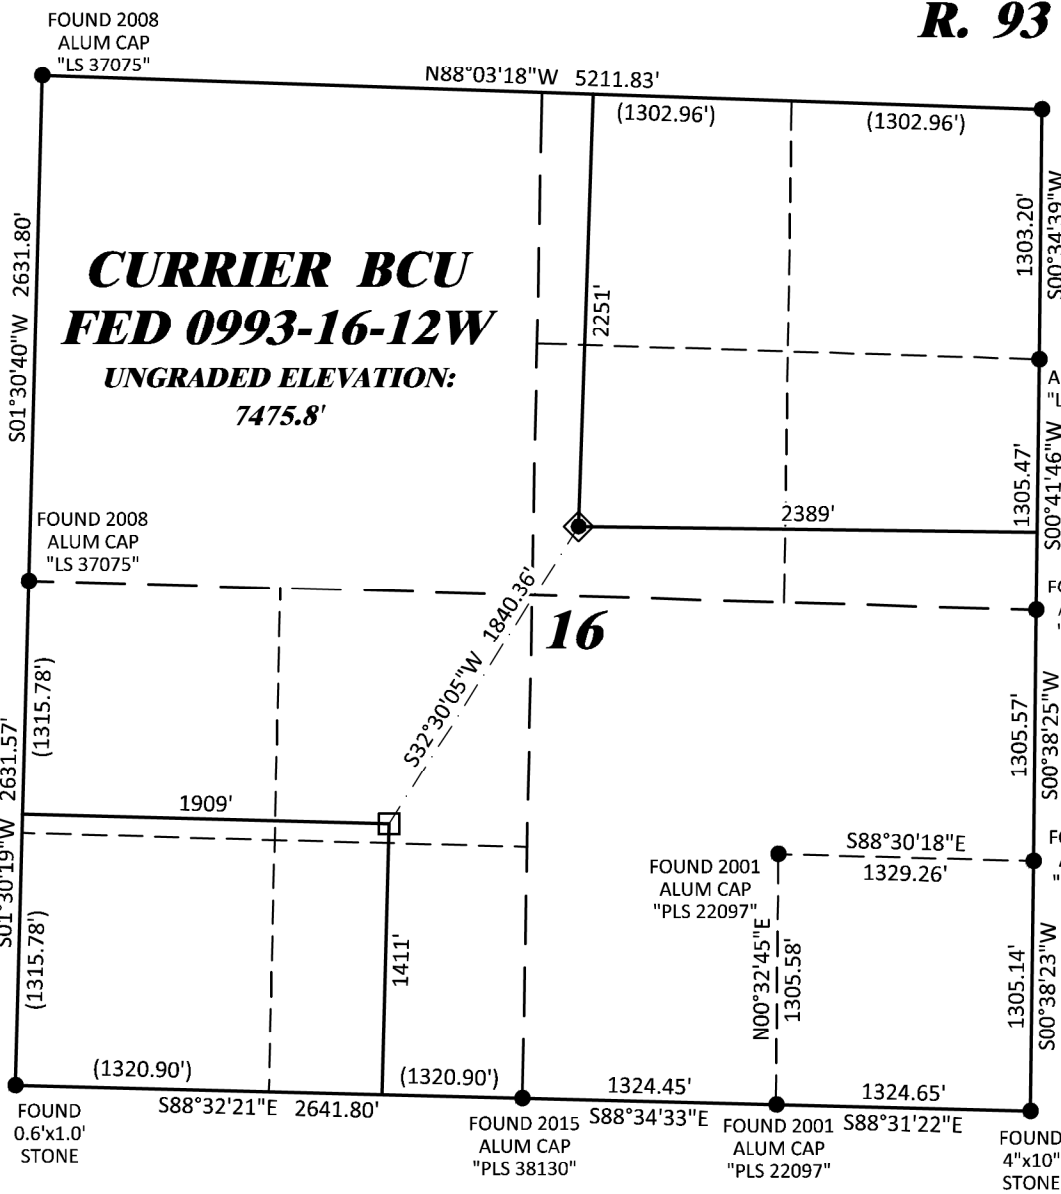 R. 93
FOUND 2008
ALUM CAP
"LS 37075"
N88°03'18"W 5211.83'
(1302.96')
(1302.96')
S01°30'40"W 2631.80'
1303.20'
S00°34'39"W
CURRIER BCU
FED 0993-16-12W
UNGRADED ELEVATION:
7475.8'
2251'
A
"L
1305.47'
S00°41'46"W
2389'
FOUND 2008
ALUM CAP
"LS 37075"
16
S32°30'05"W 1840.36'
(1315.78')
S01°30'19"W 2631.57'
1305.57'
S00°38'25"W
1909'
S88°30'18"E
1329.26'
FOUND 2001
ALUM CAP
"PLS 22097"
N00°32'45"E
1305.58'
1411'
(1315.78')
1305.14'
S00°38'23"W
(1320.90')
(1320.90')
S88°32'21"E 2641.80'
1324.45'
S88°34'33"E
1324.65'
S88°31'22"E
FOUND
0.6'x1.0'
STONE
FOUND 2015
ALUM CAP
"PLS 38130"
FOUND 2001
ALUM CAP
"PLS 22097"
FOUND
4"x10"
STONE